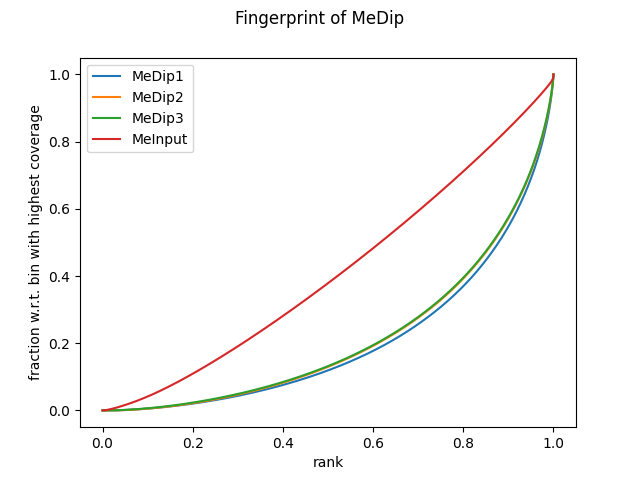 Fingerprint of MeDip
MeDip1
MeDip2
MeDip3
MeInput
fraction w.r.t. bin with highest coverage
1.0
0.8
0.6
0.4
0.2
0.0
0.0 0.2 0.4 0.6 0.8 1.0
rank